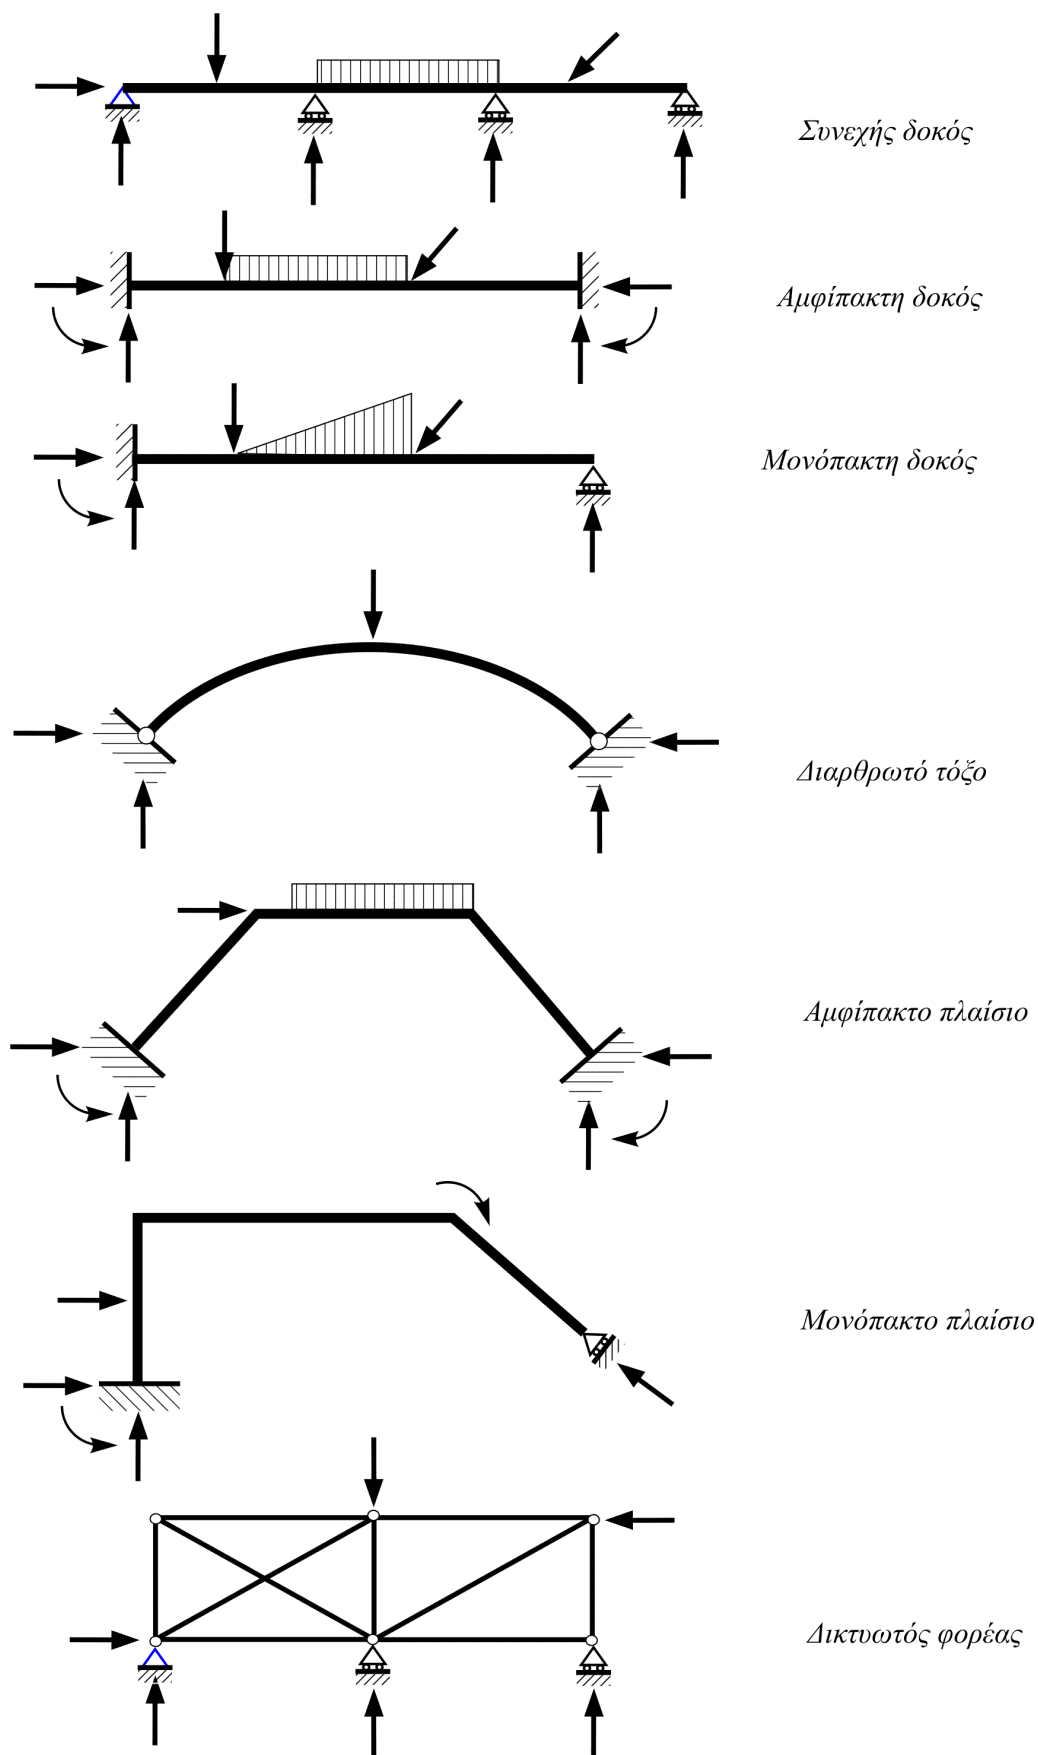 Συνεχής δοκός
Αμφίπακτη δοκός
Μονόπακτη δοκός
Διαρθρωτό τόξο
Αμφίπακτο πλαίσιο
Μονόπακτο πλαίσιο
Δικτυωτός φορέας